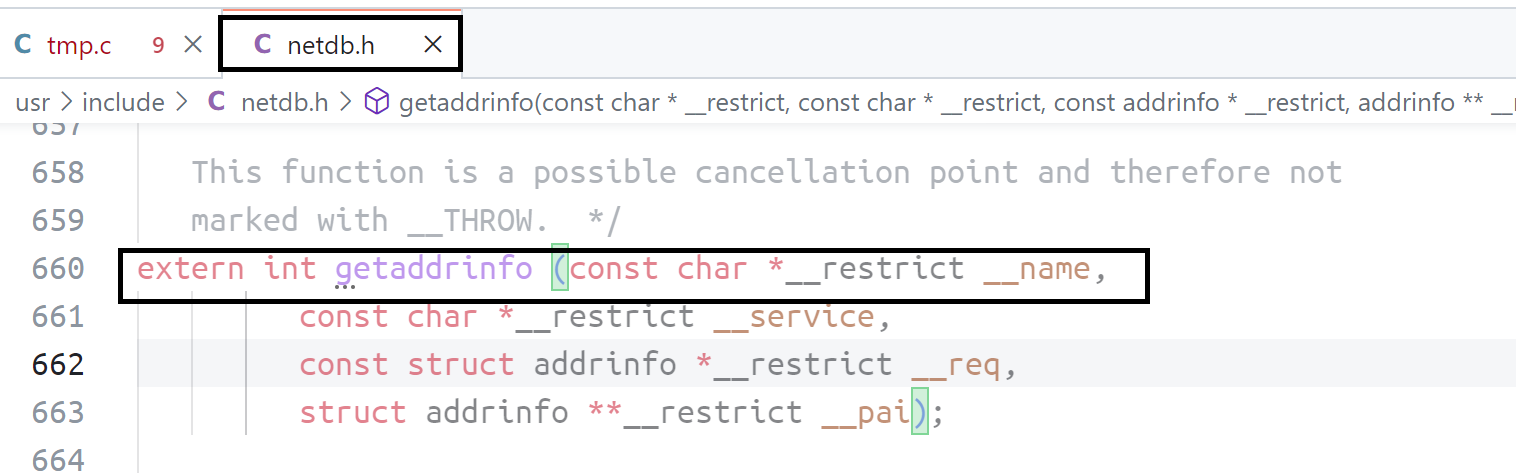 C tmp.c 9 × C netdb.h ×
usr > include > C netdb.h > getaddrinfo(const char * __restrict, const char * __restrict, const addrinfo * __restrict, addrinfo ** __r
657
658 This function is a possible cancellation point and therefore not
659 marked with __THROW. */
660 extern int getaddrinfo (const char *__restrict __name,
661 const char *__restrict __service,
662 const struct addrinfo *__restrict __req,
663 struct addrinfo **__restrict __pai);
664